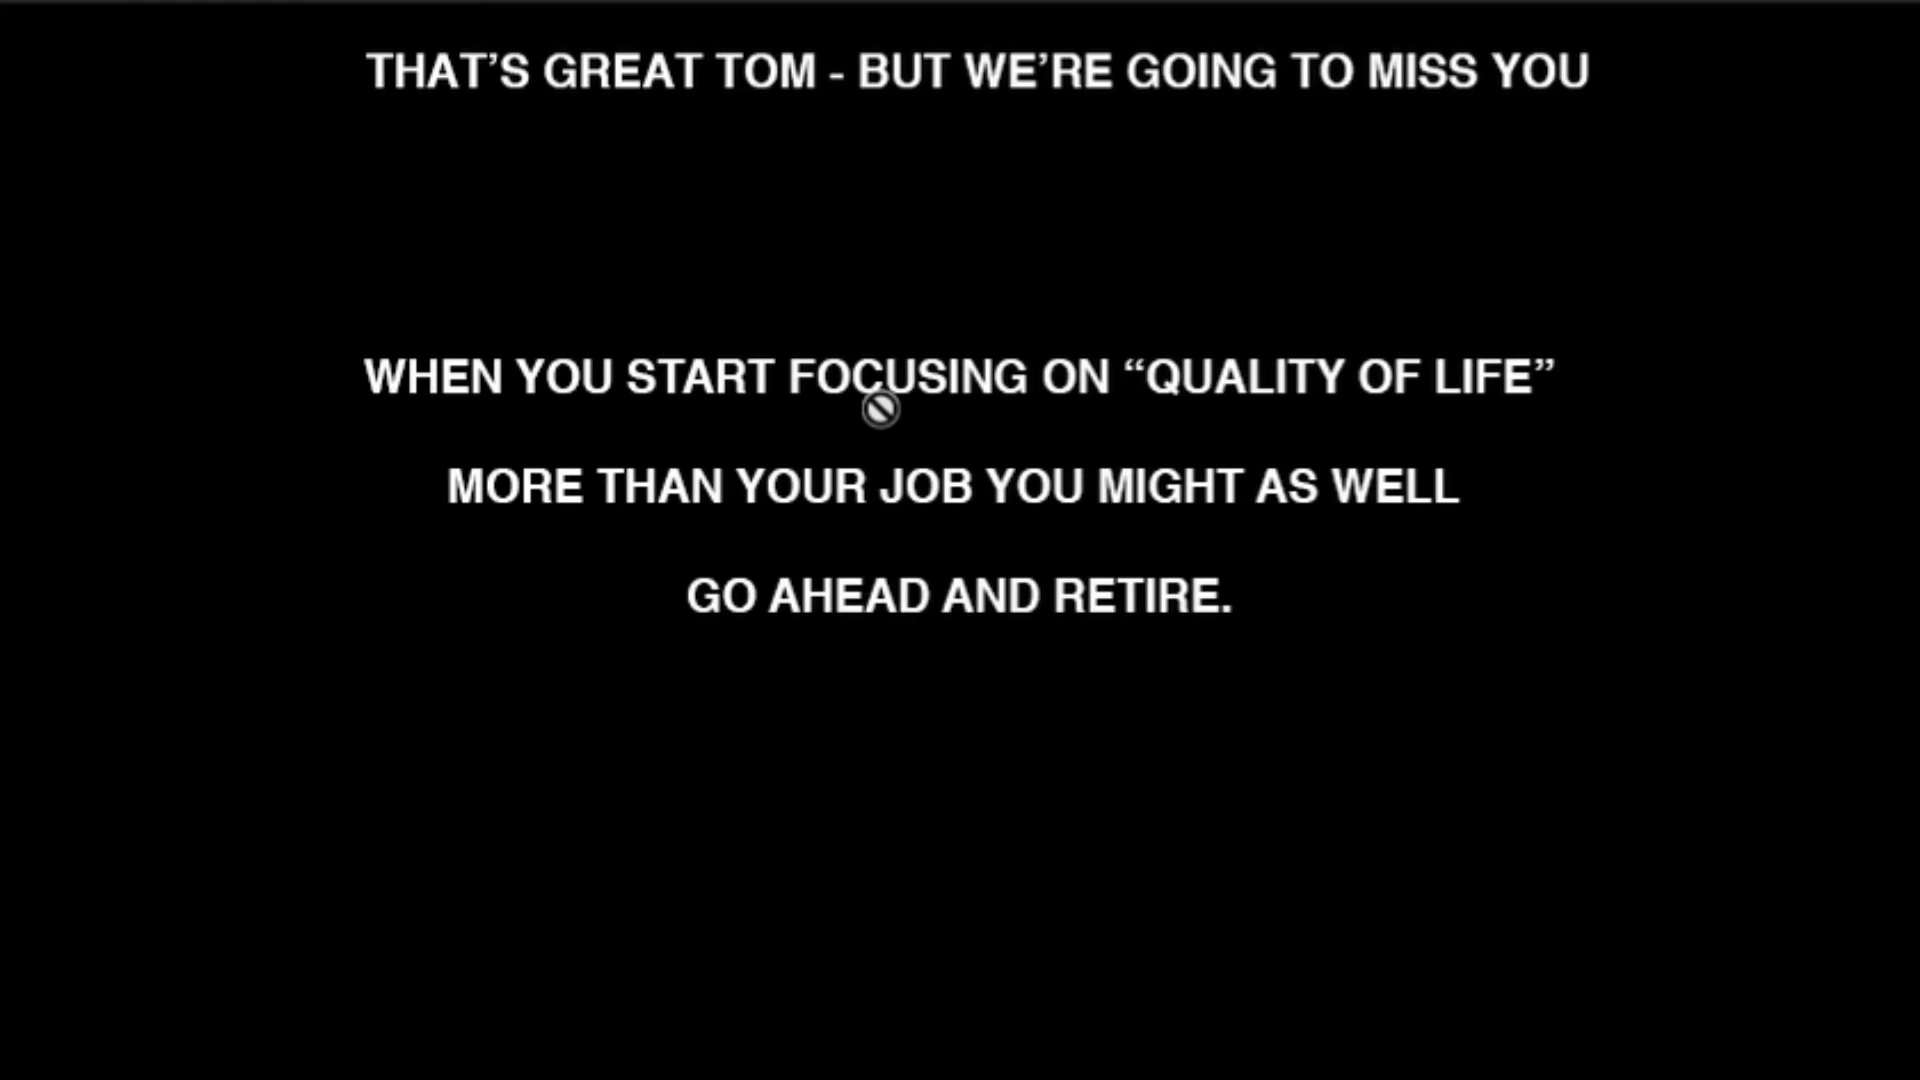 THAT’S GREAT TOM - BUT WE’RE GOING TO MISS YOU
WHEN YOU START FOCUSING ON “QUALITY OF LIFE”
MORE THAN YOUR JOB YOU MIGHT AS WELL
GO AHEAD AND RETIRE.